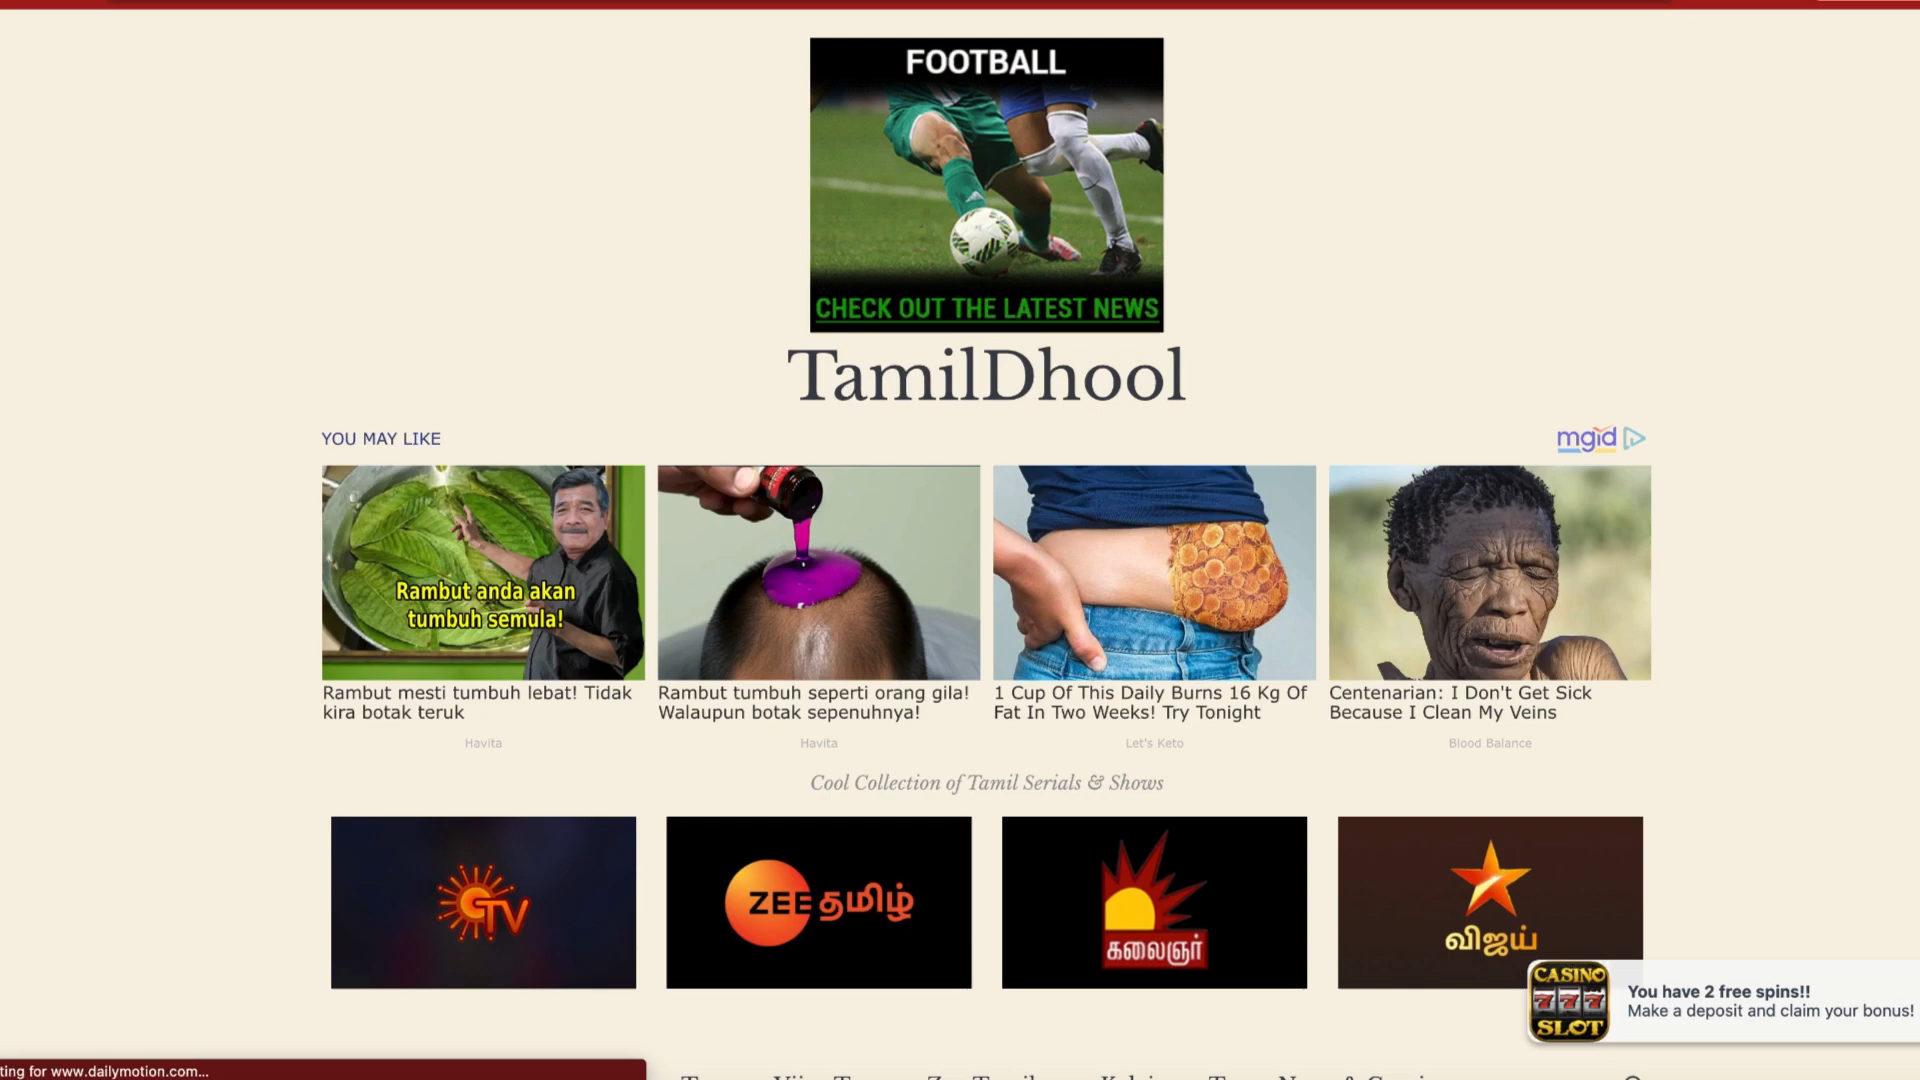 FOOTBALL
CHECK OUT THE LATEST NEWS
TamilDhool
YOU MAY LIKE
mgid
Rambut anda akan
tumbuh semula!
Rambut mesti tumbuh lebat! Tidak
kira botak teruk
Havita
Rambut tumbuh seperti orang gila!
Walaupun botak sepenuhnya!
Havita
1 Cup Of This Daily Burns 16 Kg Of
Fat In Two Weeks! Try Tonight
Let's Keto
Centenarian: I Don't Get Sick
Because I Clean My Veins
Blood Balance
Cool Collection of Tamil Serials & Shows
TV
ZEE தமிழ்
கலைஞர்
விஜய்
CASINO
777
SLOT
You have 2 free spins!!
Make a deposit and claim your bonus!
ting for www.dailymotion.com...